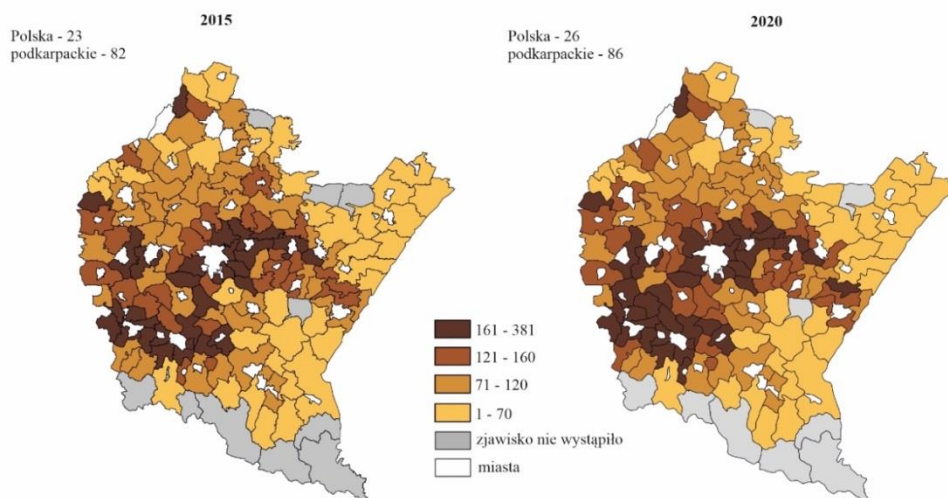 2015
Polska - 23
podkarpackie - 82
2020
Polska - 26
podkarpackie - 86
161 - 381
121 - 160
71 - 120
1 - 70
zjawisko nie wystąpiło
miasta